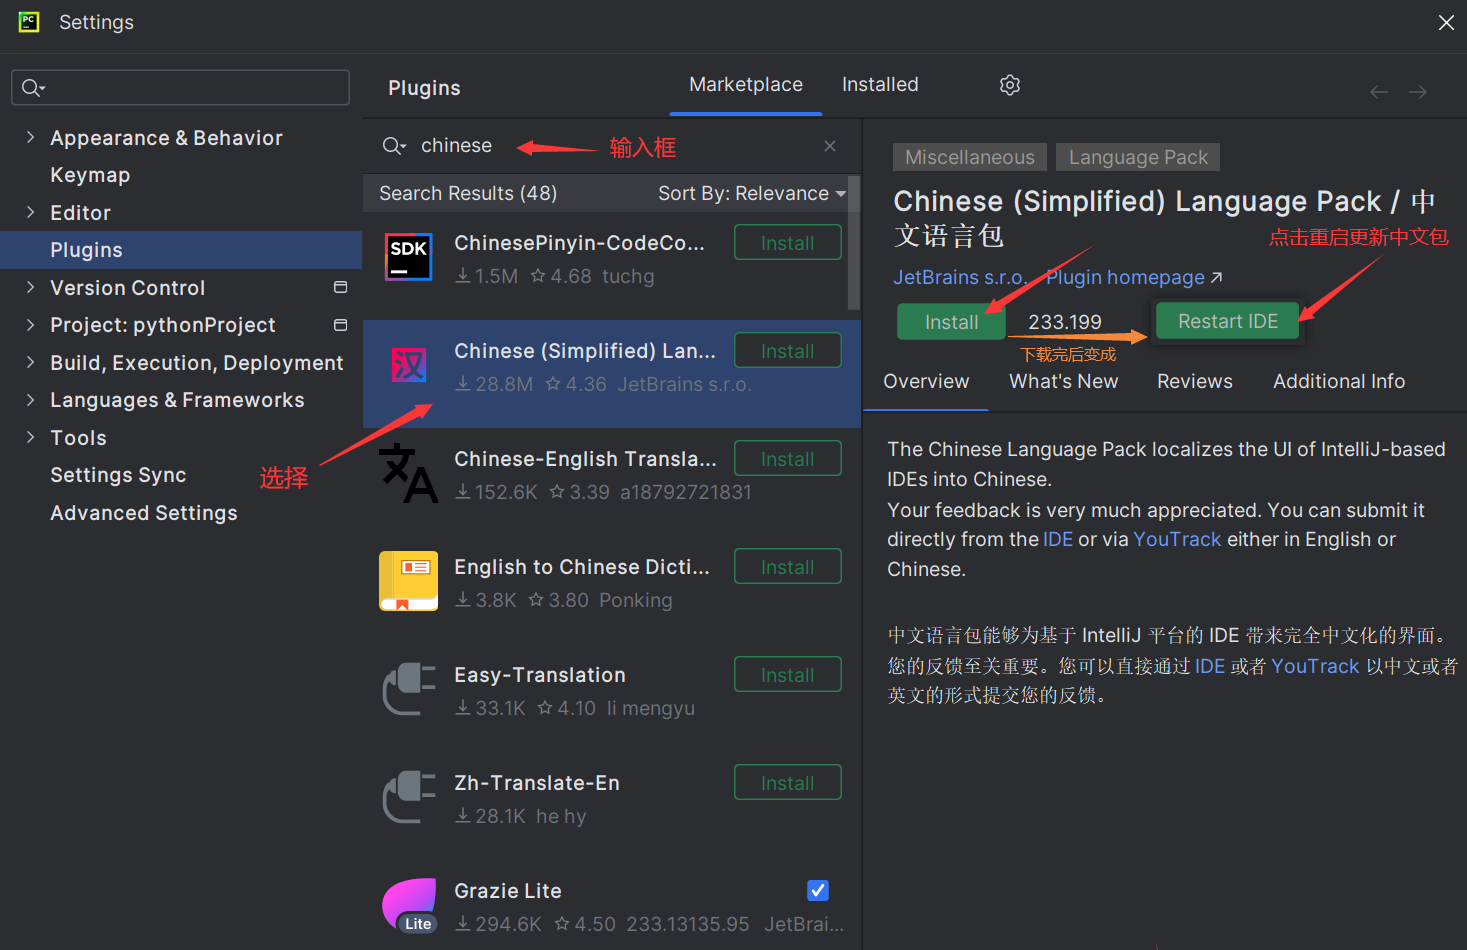 PC
Settings
Appearance & Behavior
Keymap
Editor
Plugins
Version Control
Project: pythonProject
Build, Execution, Deployment
Languages & Frameworks
Tools
Settings Sync
Advanced Settings
Plugins
Marketplace
Installed
chinese
输入框
Search Results (48)
Sort By: Relevance
SDK
ChinesePinyin-CodeCo...
Install
1.5M
4.68
tuchg
汉
Chinese (Simplified) Lan...
Install
28.8M
4.36
JetBrains s.r.o.
选择
文A
Chinese-English Transla...
Install
152.6K
3.39
a18792721831
English to Chinese Dicti...
Install
3.8K
3.80
Ponking
Easy-Translation
Install
33.1K
4.10
li mengyu
Zh-Translate-En
Install
28.1K
he hy
Lite
Grazie Lite
294.6K
4.50
233.13135.95
JetBrai...
Miscellaneous
Language Pack
Chinese (Simplified) Language Pack / 中
文语言包
点击重启更新中文包
JetBrains s.r.o.
Plugin homepage
Install
233.199
Restart IDE
下载完后变成
Overview
What's New
Reviews
Additional Info
The Chinese Language Pack localizes the UI of IntelliJ-based
IDEs into Chinese.
Your feedback is very much appreciated. You can submit it
directly from the IDE or via YouTrack either in English or
Chinese.
中文语言包能够为基于 IntelliJ 平台的 IDE 带来完全中文化的界面。
您的反馈至关重要。您可以直接通过 IDE 或者 YouTrack 以中文或者
英文的形式提交您的反馈。